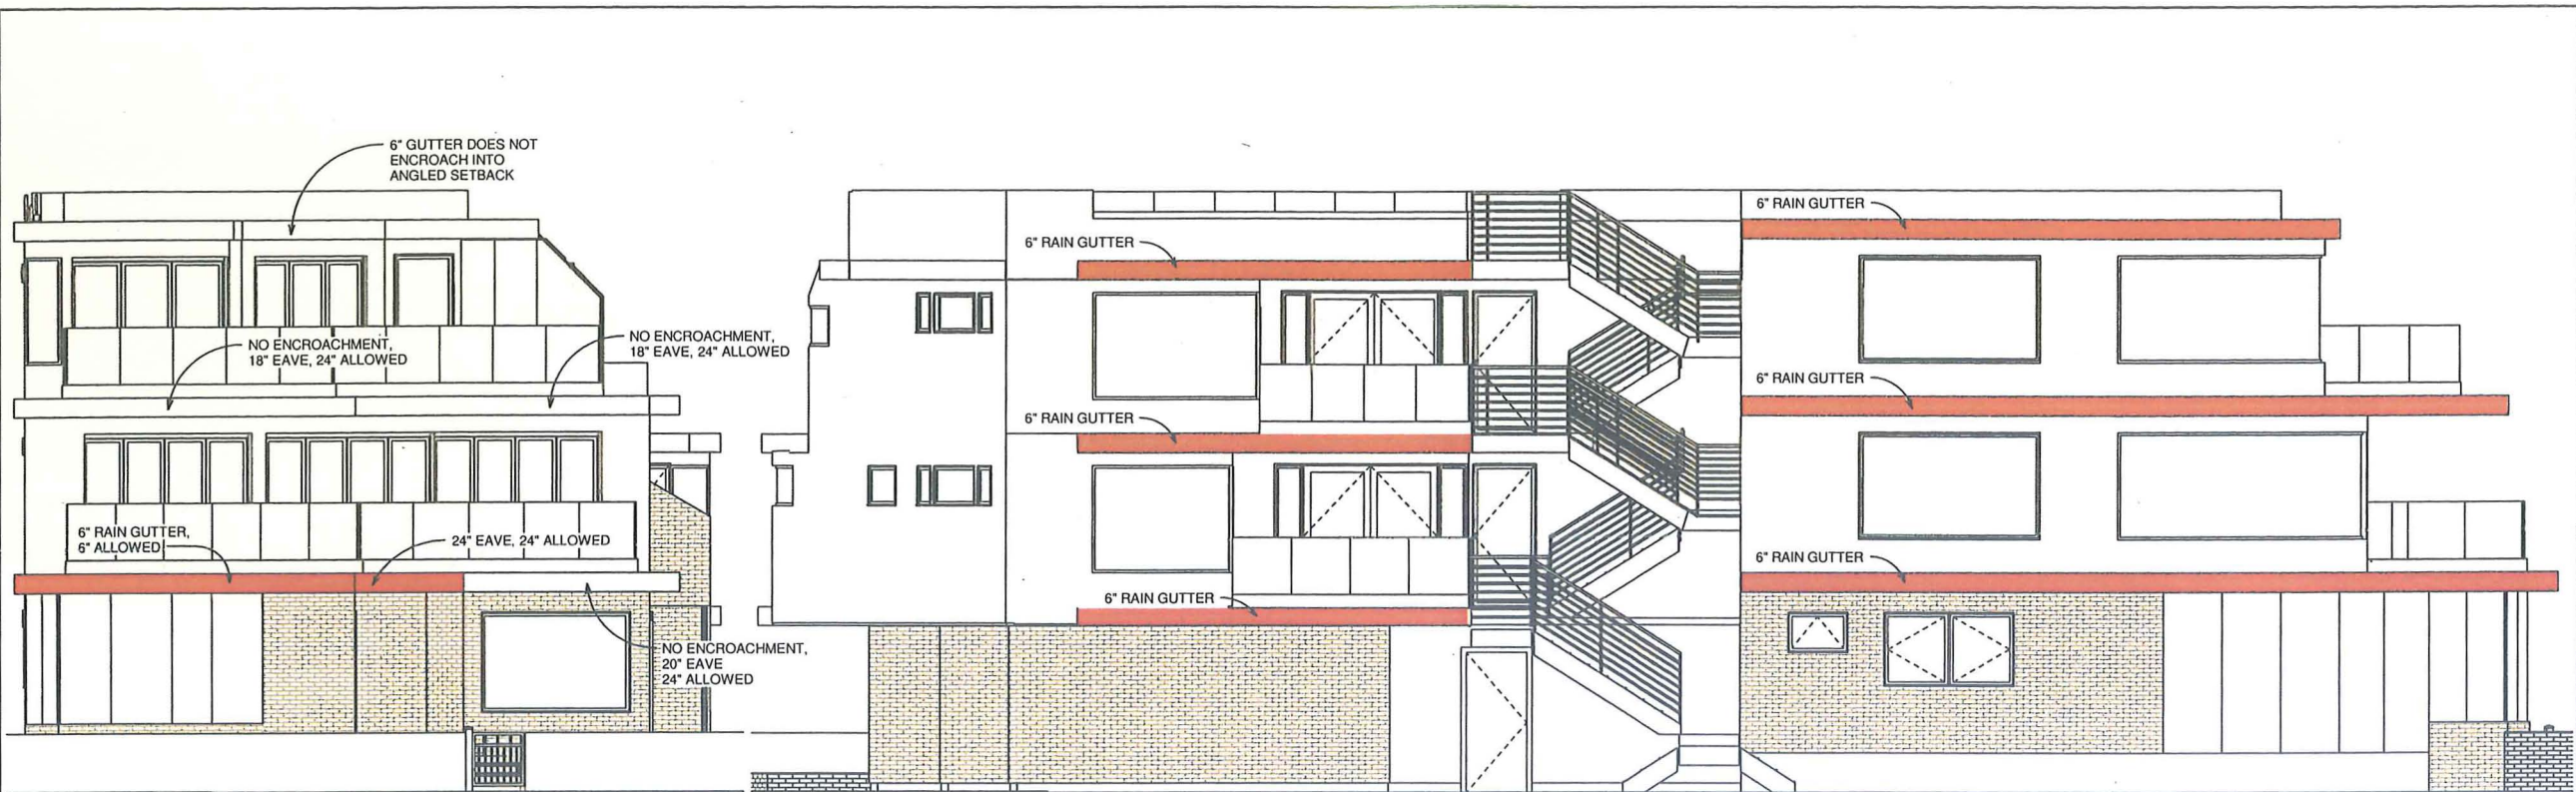 6" GUTTER DOES NOT
ENCROACH INTO
ANGLED SETBACK
NO ENCROACHMENT,
18" EAVE, 24" ALLOWED
NO ENCROACHMENT,
18" EAVE, 24" ALLOWED
6" RAIN GUTTER,
6" ALLOWED
24" EAVE, 24" ALLOWED
NO ENCROACHMENT,
20" EAVE
24" ALLOWED
6" RAIN GUTTER
6" RAIN GUTTER
6" RAIN GUTTER
6" RAIN GUTTER
6" RAIN GUTTER
6" RAIN GUTTER